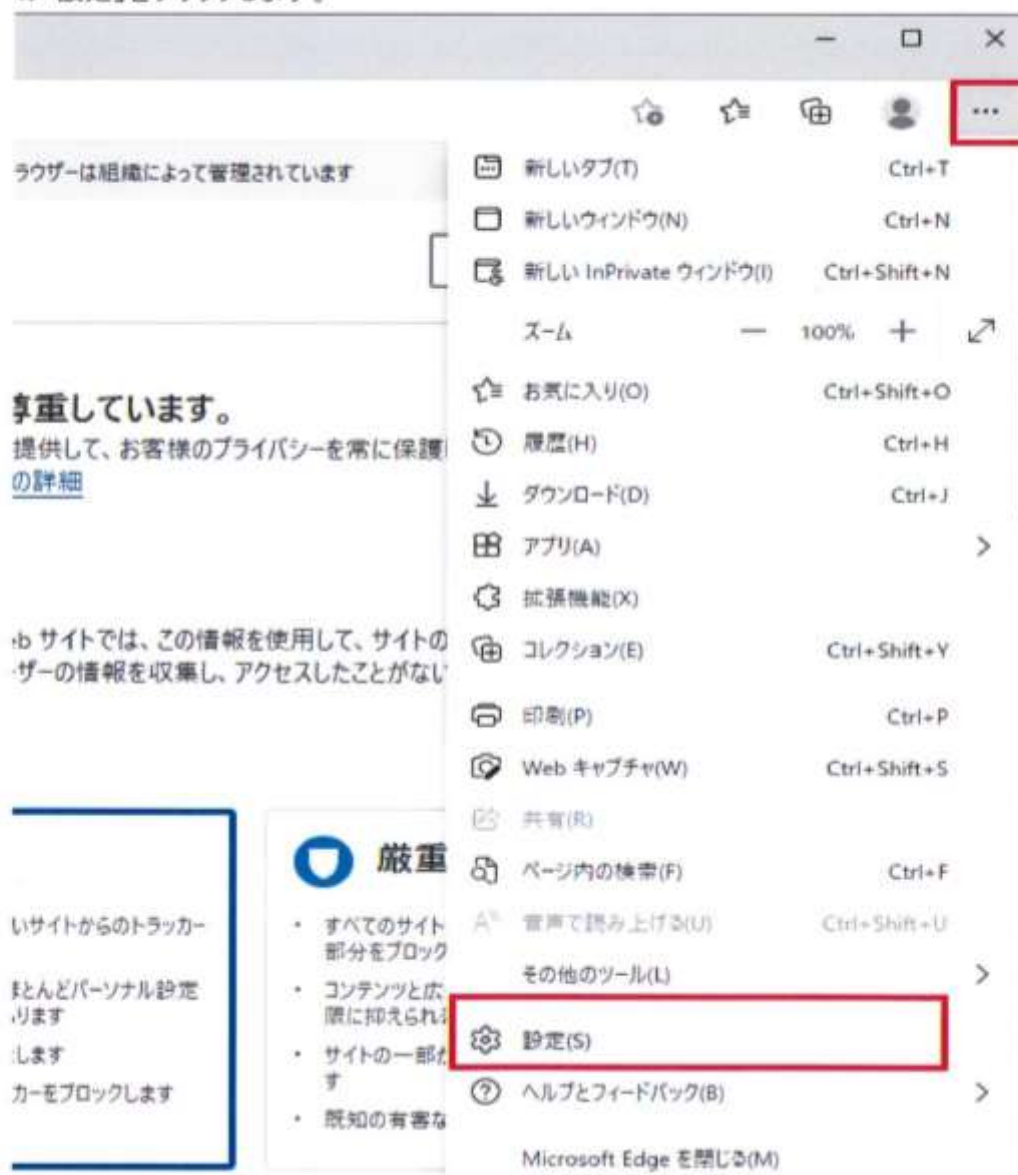 ラウザーは組織によって管理されています
新しいタブ(T) Ctrl+T
新しいウィンドウ(N) Ctrl+N
新しい InPrivate ウィンドウ(I) Ctrl+Shift+N
ズーム — 100% +
お気に入り(O) Ctrl+Shift+O
履歴(H) Ctrl+H
ダウンロード(D) Ctrl+J
アプリ(A)
拡張機能(X)
コレクション(E) Ctrl+Shift+Y
印刷(P) Ctrl+P
Web キャプチャ(W) Ctrl+Shift+S
共有(R)
ページ内の検索(F) Ctrl+F
音声で読み上げる(U) Ctrl+Shift+U
その他のツール(L)
設定(S)
ヘルプとフィードバック(B)
Microsoft Edge を閉じる(M)
重しています。
提供して、お客様のプライバシーを常に保護
の詳細
eb サイトでは、この情報を使用して、サイトの
ーザーの情報を収集し、アクセスしたことがない
いサイトからのトラッカー
ほとんどパーソナル設定
ります
します
カーをブロックします
厳重
・ すべてのサイト
部分をブロック
・ コンテンツと広
限に抑えられ
・ サイトの一部が
す
・ 既知の有害な